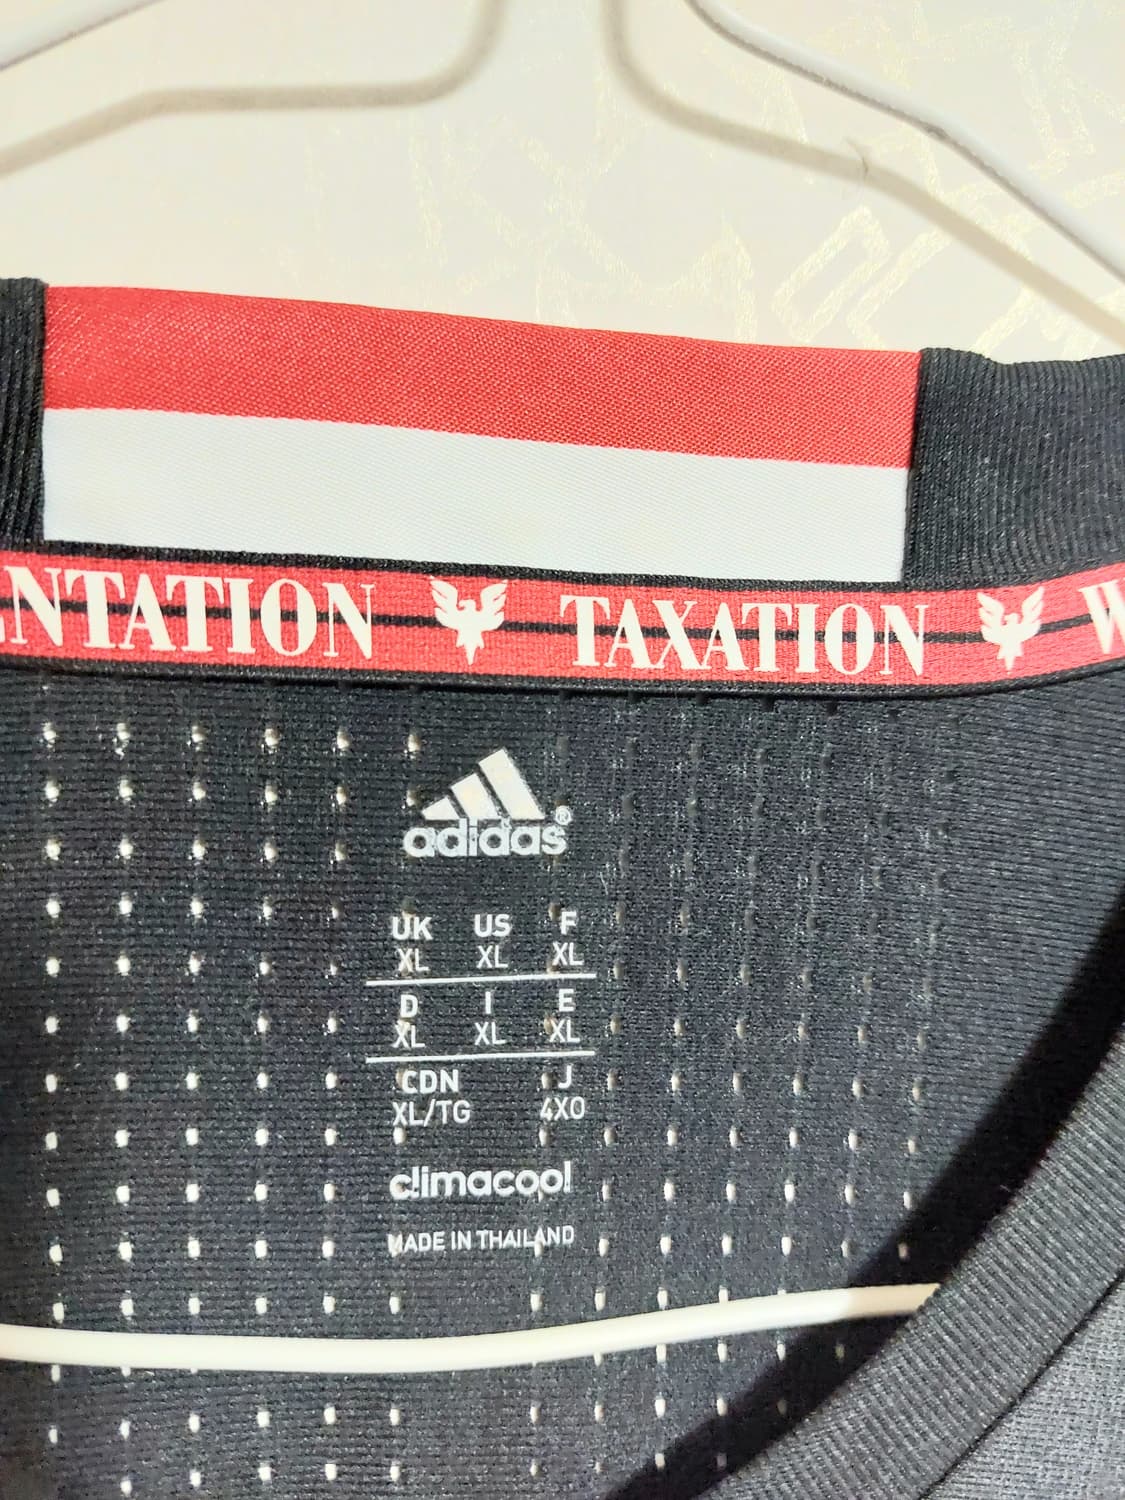 NTATION TAXATION W
adidas®
UK US F
XL XL XL
D I E
XL XL XL
CDN J
XL/TG 4XO
climacool
MADE IN THAILAND